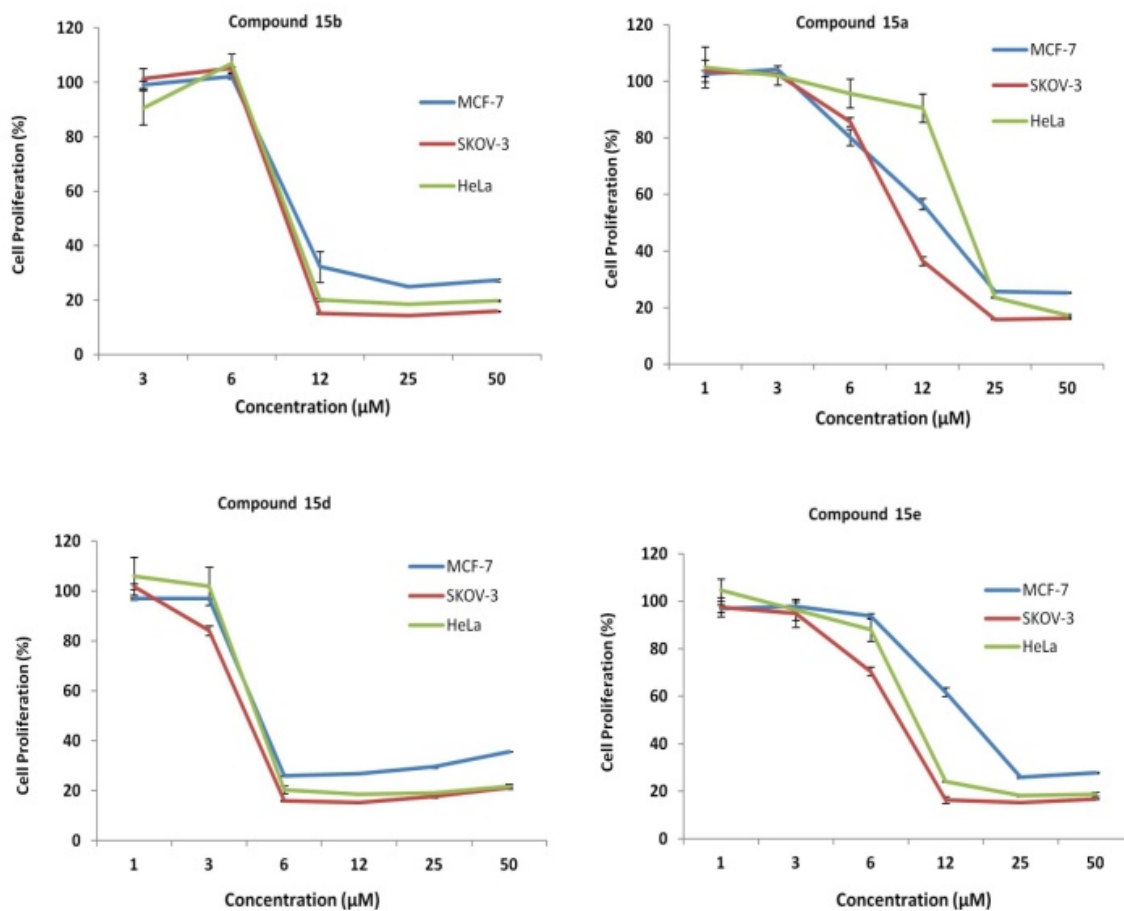 Compound 15b
120
100
80
60
40
20
0
Cell Proliferation (%)
3 6 12 25 50
Concentration (µM)
MCF-7
SKOV-3
HeLa
Compound 15a
120
100
80
60
40
20
0
Cell Proliferation (%)
1 3 6 12 25 50
Concentration (µM)
MCF-7
SKOV-3
HeLa
Compound 15d
120
100
80
60
40
20
0
Cell Proliferation (%)
1 3 6 12 25 50
Concentration (µM)
MCF-7
SKOV-3
HeLa
Compound 15e
120
100
80
60
40
20
0
Cell Proliferation (%)
1 3 6 12 25 50
Concentration (µM)
MCF-7
SKOV-3
HeLa